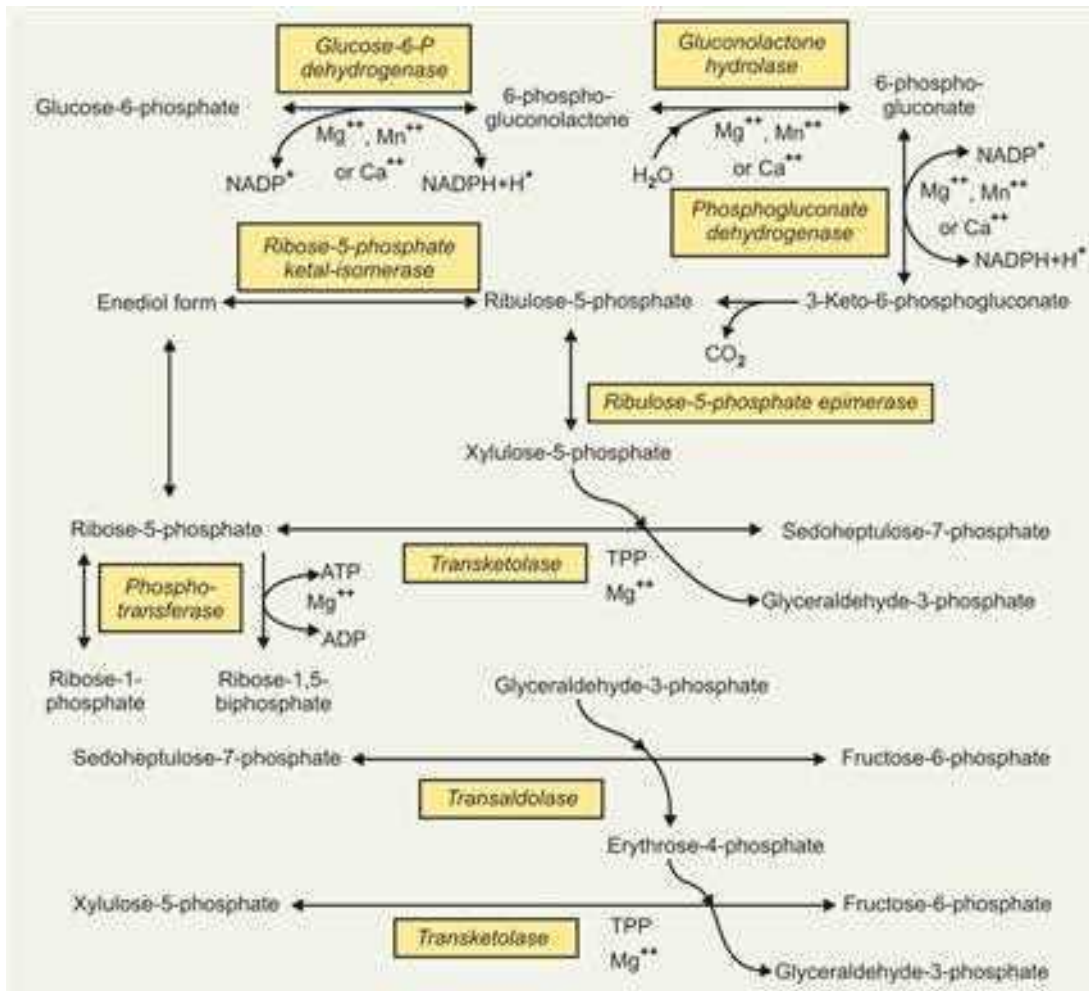 Glucose-6-P
dehydrogenase
Gluconolactone
hydrolase
Glucose-6-phosphate
6-phospho-
gluconolactone
6-phospho-
gluconate
Mg++, Mn++
or Ca++
NADP+
NADPH+H+
H2O
Mg++, Mn++
or Ca++
NADP+
Mg++, Mn++
or Ca++
NADPH+H+
Phosphogluconate
dehydrogenase
Ribose-5-phosphate
ketal-isomerase
Enediol form
Ribulose-5-phosphate
3-Keto-6-phosphogluconate
CO2
Ribulose-5-phosphate epimerase
Xylulose-5-phosphate
Ribose-5-phosphate
Sedoheptulose-7-phosphate
Transketolase
TPP
Mg++
Glyceraldehyde-3-phosphate
Phospho-
transferase
ATP
Mg++
ADP
Ribose-1-
phosphate
Ribose-1,5-
biphosphate
Glyceraldehyde-3-phosphate
Sedoheptulose-7-phosphate
Fructose-6-phosphate
Transaldolase
Erythrose-4-phosphate
Xylulose-5-phosphate
Fructose-6-phosphate
Transketolase
TPP
Mg++
Glyceraldehyde-3-phosphate